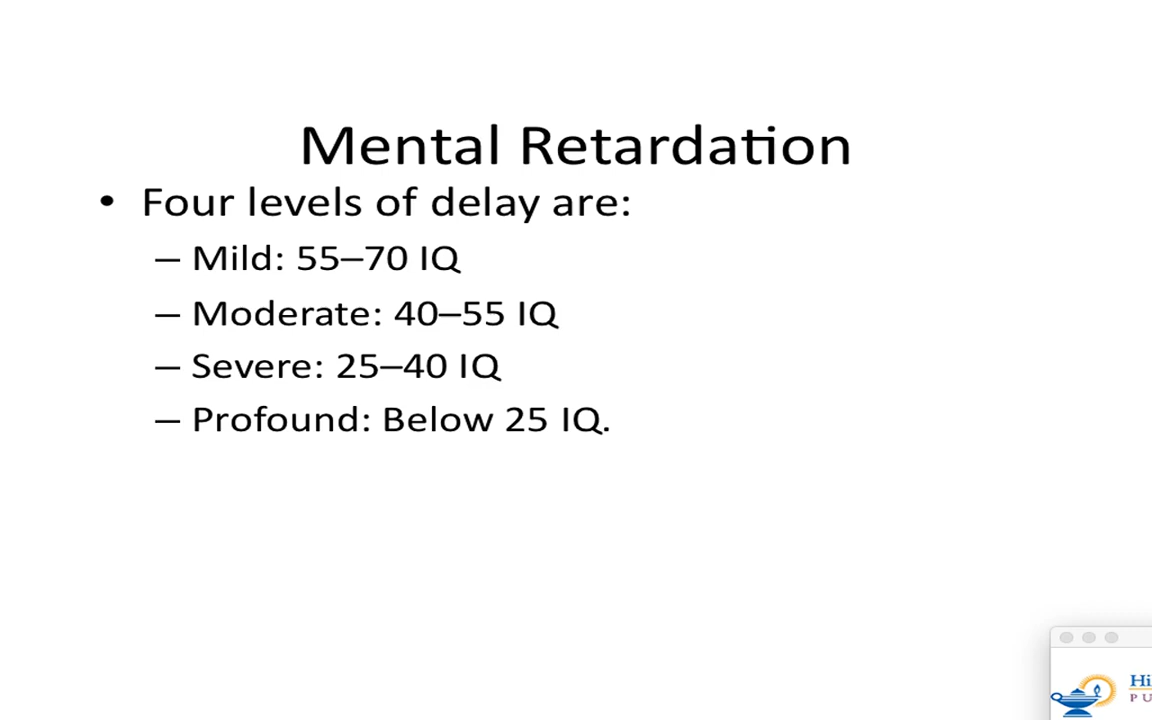 Mental Retardation
• Four levels of delay are:
– Mild: 55–70 IQ
– Moderate: 40–55 IQ
– Severe: 25–40 IQ
– Profound: Below 25 IQ.